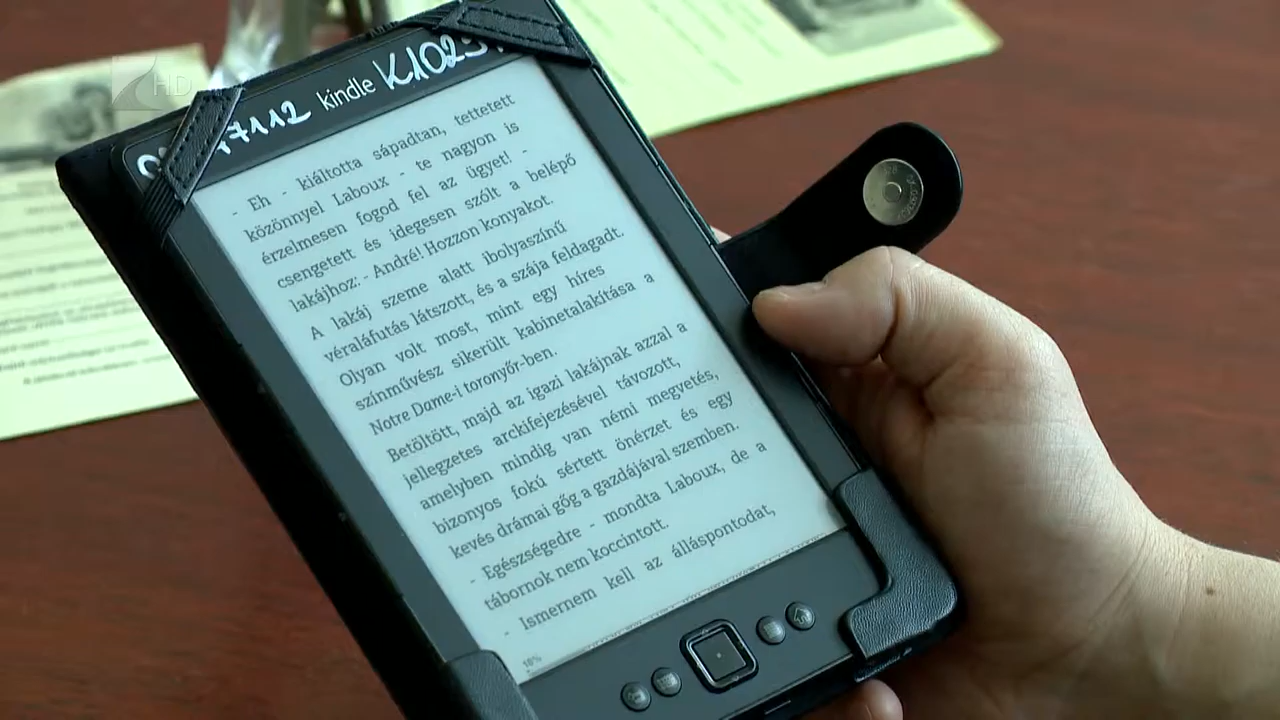 HD
17112 kindle K1023
- Eh - kiáltotta sápadtan, tettetett
közönnyel Laboux - te nagyon is
érzelmesen fogod fel az ügyet! -
csengetett és idegesen szólt a belépő
lakájhoz: - André! Hozzon konyakot.
A lakáj szeme alatt ibolyaszínű
véraláfutás látszott, és a szája feldagadt.
Olyan volt most, mint egy híres
színművész sikerült kabinetalakítása a
Notre Dame-i toronyőr-ben.
Betöltött, majd az igazi lakájnak azzal a
jellegzetes arckifejezésével távozott,
amelyben mindig van némi megvetés,
bizonyos fokú sértett önérzet és egy
kevés drámai gőg a gazdájával szemben.
- Egészségedre - mondta Laboux, de a
tábornok nem koccintott.
- Ismernem kell az álláspontodat,
10%